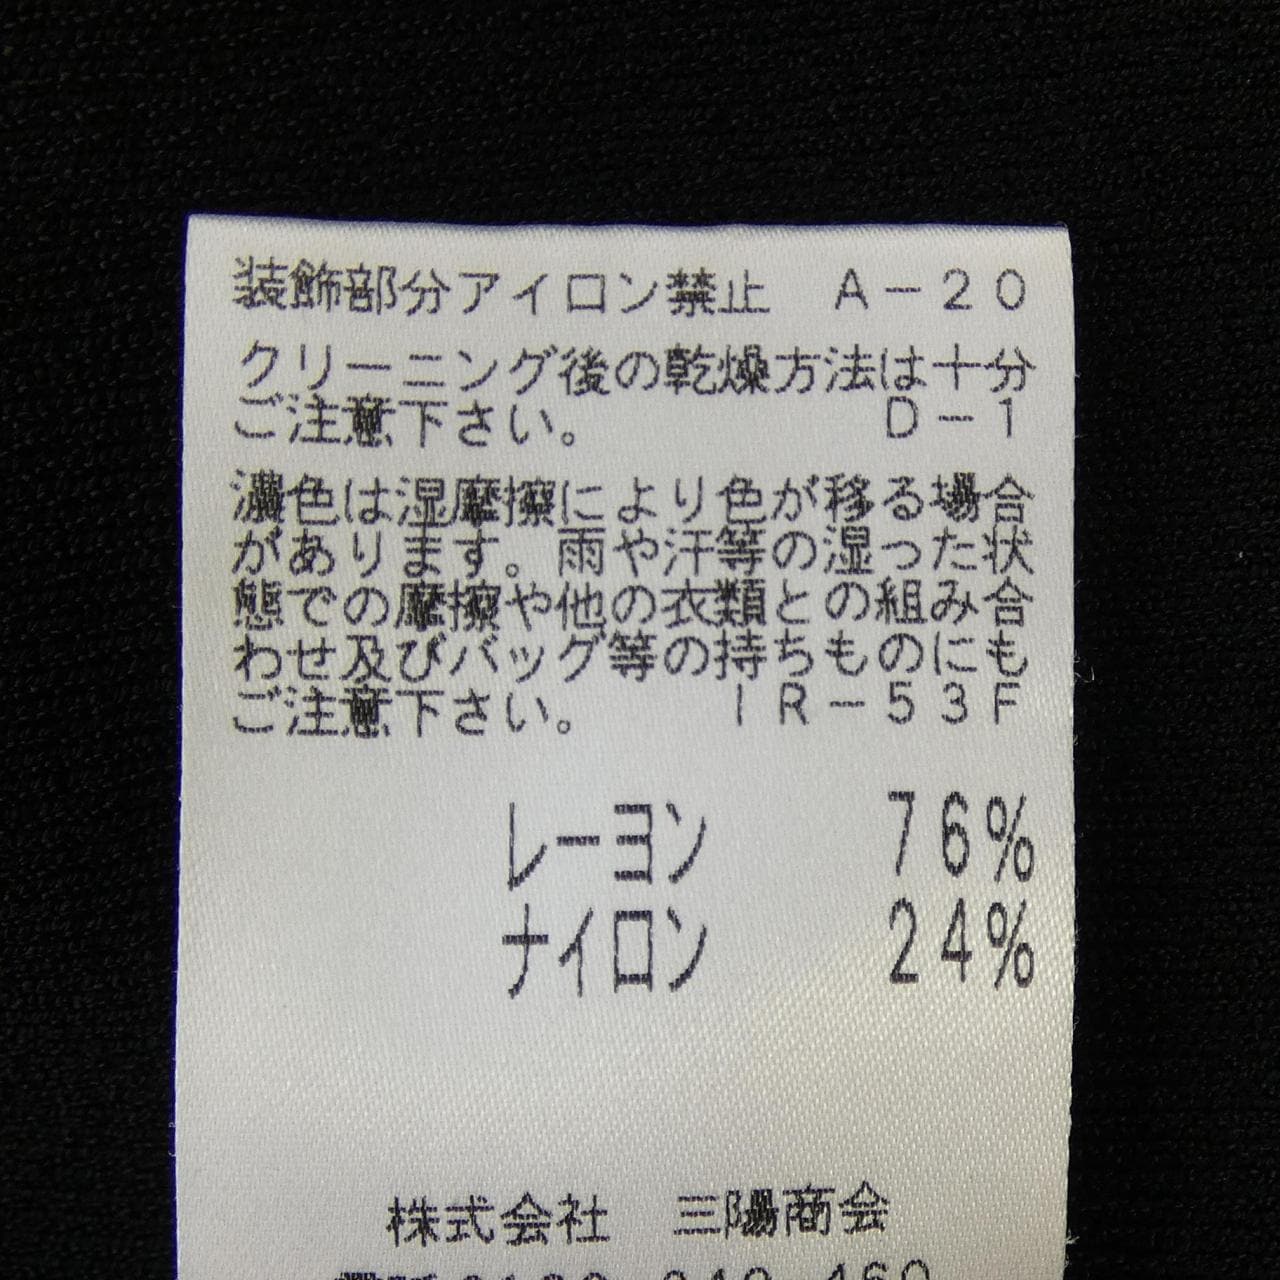 装飾部分アイロン禁止　A－20
クリーニング後の乾燥方法は十分
ご注意下さい。　D－1
濃色は湿摩擦により色が移る場合
があります。雨や汗等の湿った状
態での摩擦や他の衣類との組み合
わせ及びバッグ等の持ちものにも
ご注意下さい。　IR－53F
レーヨン　76%
ナイロン　24%
株式会社　三陽商会